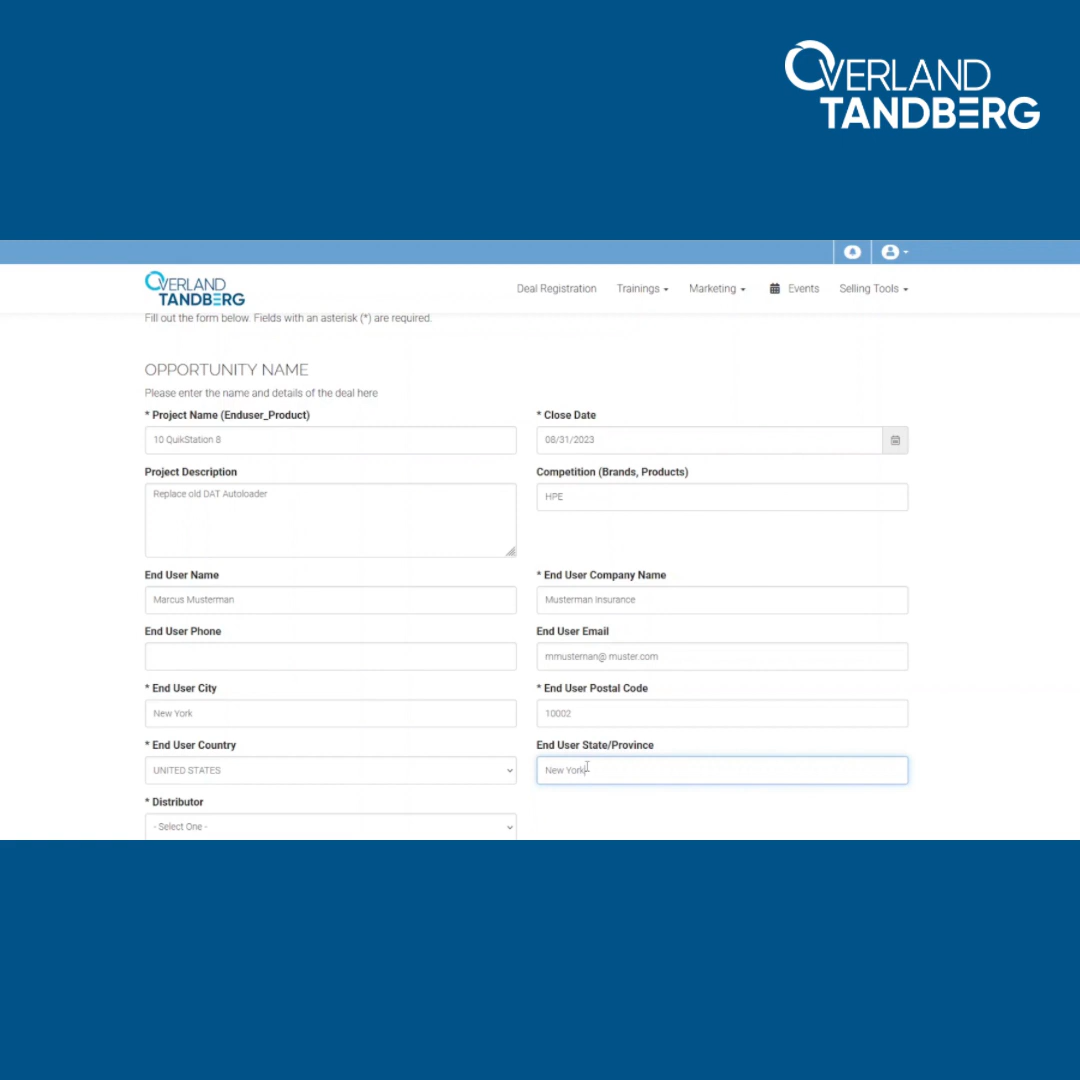 OVERLAND
TANDBERG
OVERLAND
TANDBERG
Deal Registration Trainings Marketing Events Selling Tools
Fill out the form below. Fields with an asterisk (*) are required.
OPPORTUNITY NAME
Please enter the name and details of the deal here
* Project Name (Enduser_Product) * Close Date
10 QuikStation 8 08/31/2023
Project Description Competition (Brands, Products)
Replace old DAT Autoloader HPE
End User Name * End User Company Name
Marcus Musterman Musterman Insurance
End User Phone End User Email
mmusteman@ muster.com
* End User City * End User Postal Code
New York 10002
* End User Country End User State/Province
UNITED STATES New York
* Distributor
- Select One -